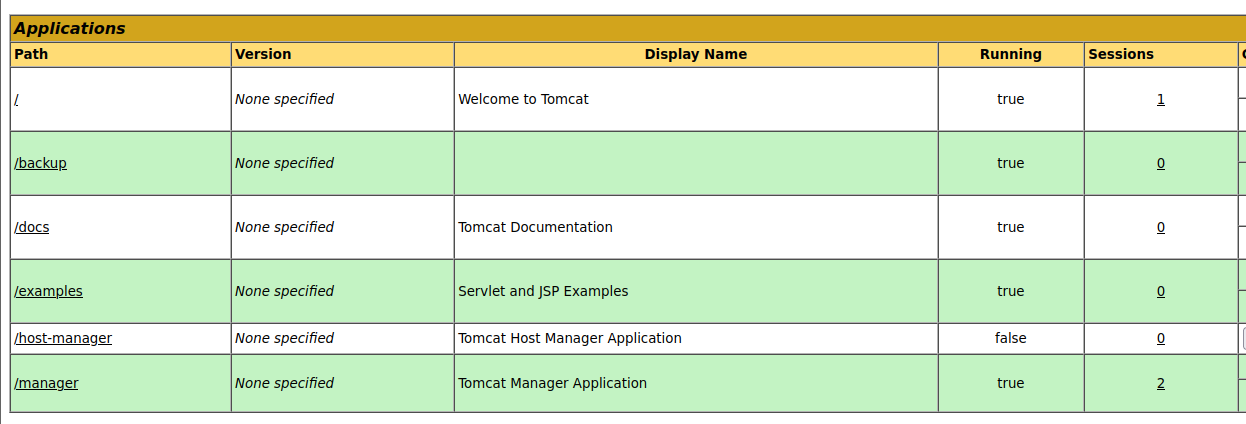 Applications
Path Version Display Name Running Sessions
/ None specified Welcome to Tomcat true 1
/backup None specified true 0
/docs None specified Tomcat Documentation true 0
/examples None specified Servlet and JSP Examples true 0
/host-manager None specified Tomcat Host Manager Application false 0
/manager None specified Tomcat Manager Application true 2